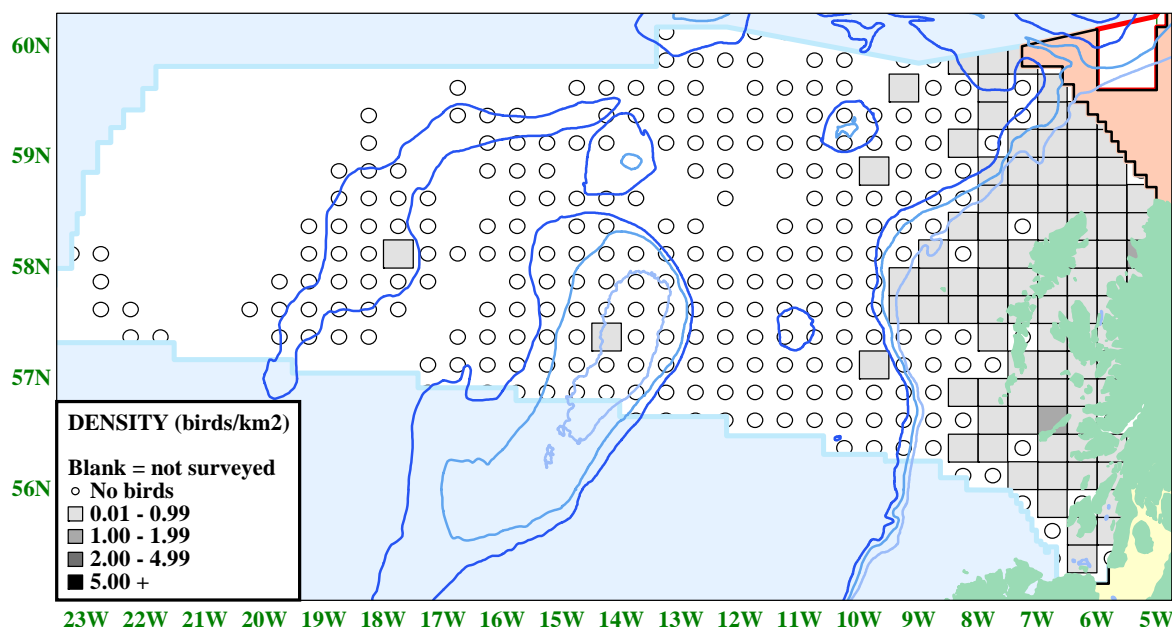 60N
59N
58N
57N
56N
DENSITY (birds/km2)
Blank = not surveyed
No birds
0.01 - 0.99
1.00 - 1.99
2.00 - 4.99
5.00 +
23W 22W 21W 20W 19W 18W 17W 16W 15W 14W 13W 12W 11W 10W 9W 8W 7W 6W 5W